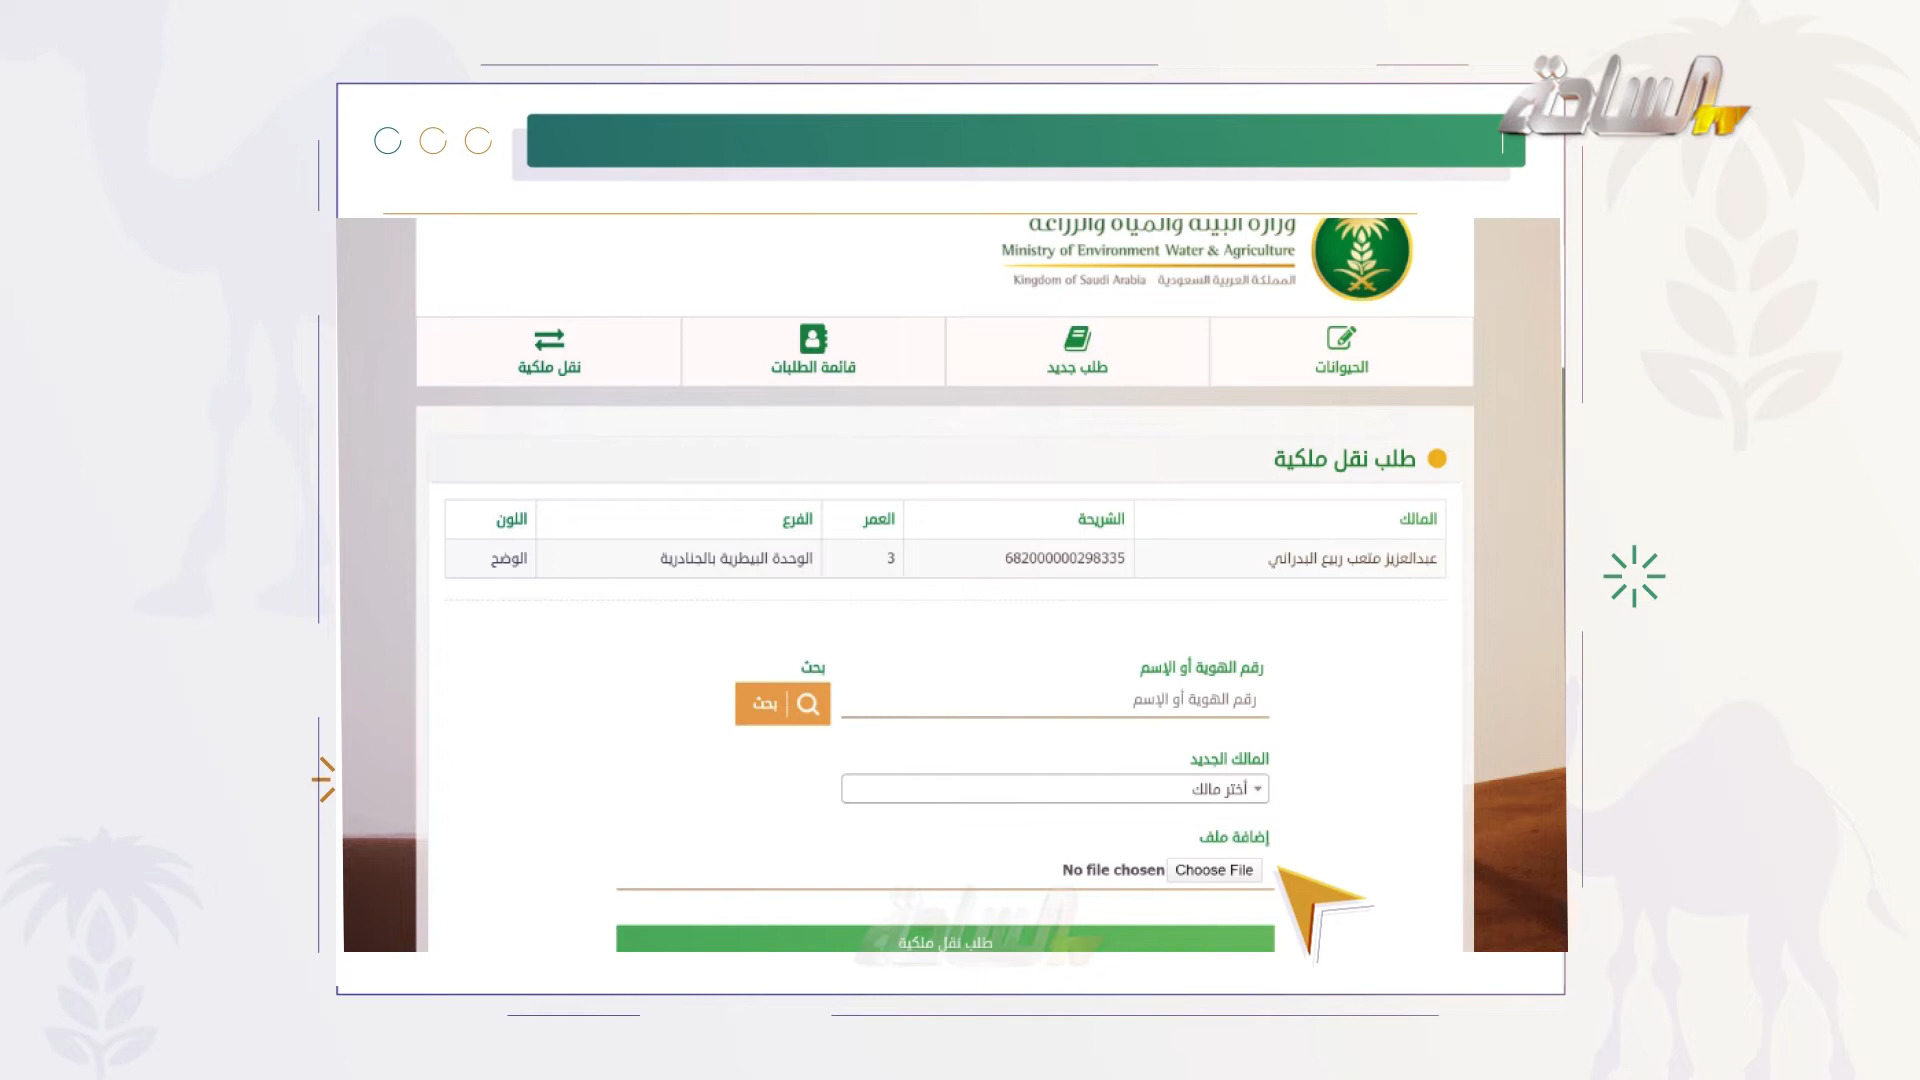 الساحة
وزارة البيئة والمياه والزراعة
Ministry of Environment Water & Agriculture
المملكة العربية السعودية Kingdom of Saudi Arabia
الحيوانات
طلب جديد
قائمة الطلبات
نقل ملكية
طلب نقل ملكية
المالك الشريحة العمر الفرع اللون
عبدالعزيز متعب ربيع البدراني 682000000298335 3 الوحدة البيطرية بالجنادرية الوضح
رقم الهوية أو الإسم
بحث
رقم الهوية أو الإسم
بحث
المالك الجديد
أختر مالك
إضافة ملف
Choose File No file chosen
طلب نقل ملكية
الساحة